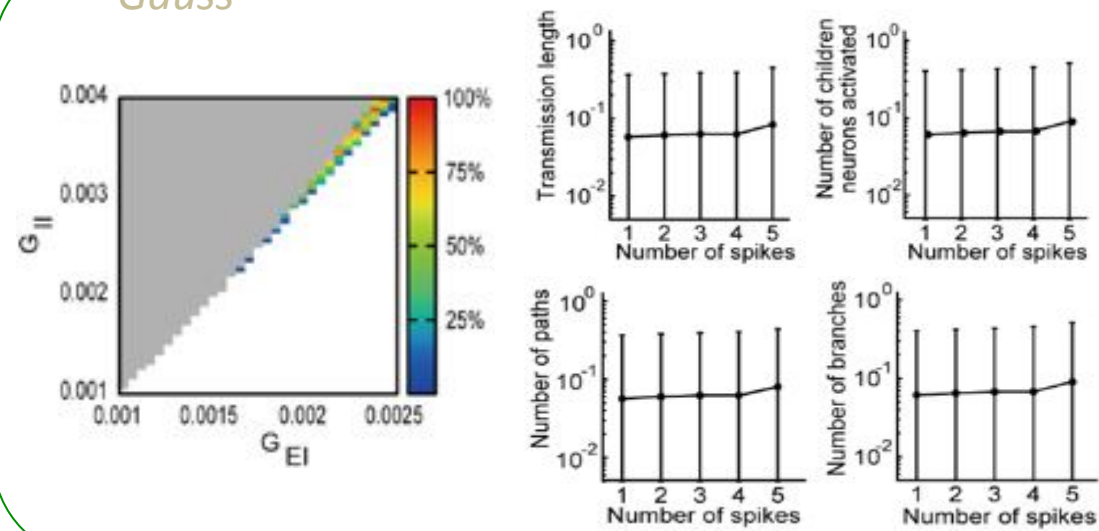 Gauss
0.004
0.003
0.002
0.001
G II
0.001 0.0015 0.002 0.0025
G EI
100%
75%
50%
25%
Transmission length
10^0
10^-1
10^-2
1 2 3 4 5
Number of spikes
Number of children
neurons activated
10^0
10^-1
10^-2
1 2 3 4 5
Number of spikes
Number of paths
10^0
10^-1
10^-2
1 2 3 4 5
Number of spikes
Number of branches
10^0
10^-1
10^-2
1 2 3 4 5
Number of spikes